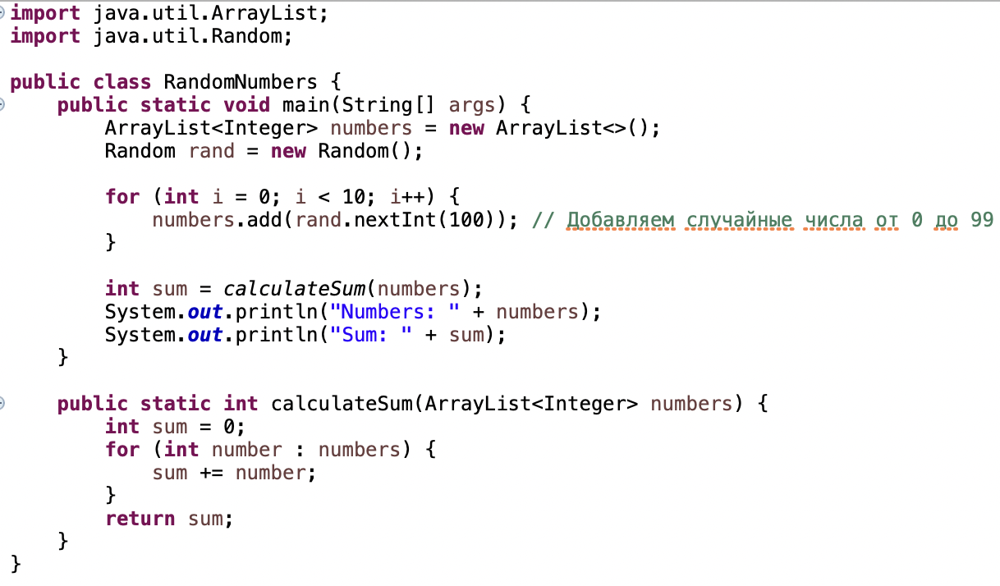 import java.util.ArrayList;
import java.util.Random;
public class RandomNumbers {
public static void main(String[] args) {
ArrayList<Integer> numbers = new ArrayList<>();
Random rand = new Random();
for (int i = 0; i < 10; i++) {
numbers.add(rand.nextInt(100)); // Добавляем случайные числа от 0 до 99
}
int sum = calculateSum(numbers);
System.out.println("Numbers: " + numbers);
System.out.println("Sum: " + sum);
}
public static int calculateSum(ArrayList<Integer> numbers) {
int sum = 0;
for (int number : numbers) {
sum += number;
}
return sum;
}
}